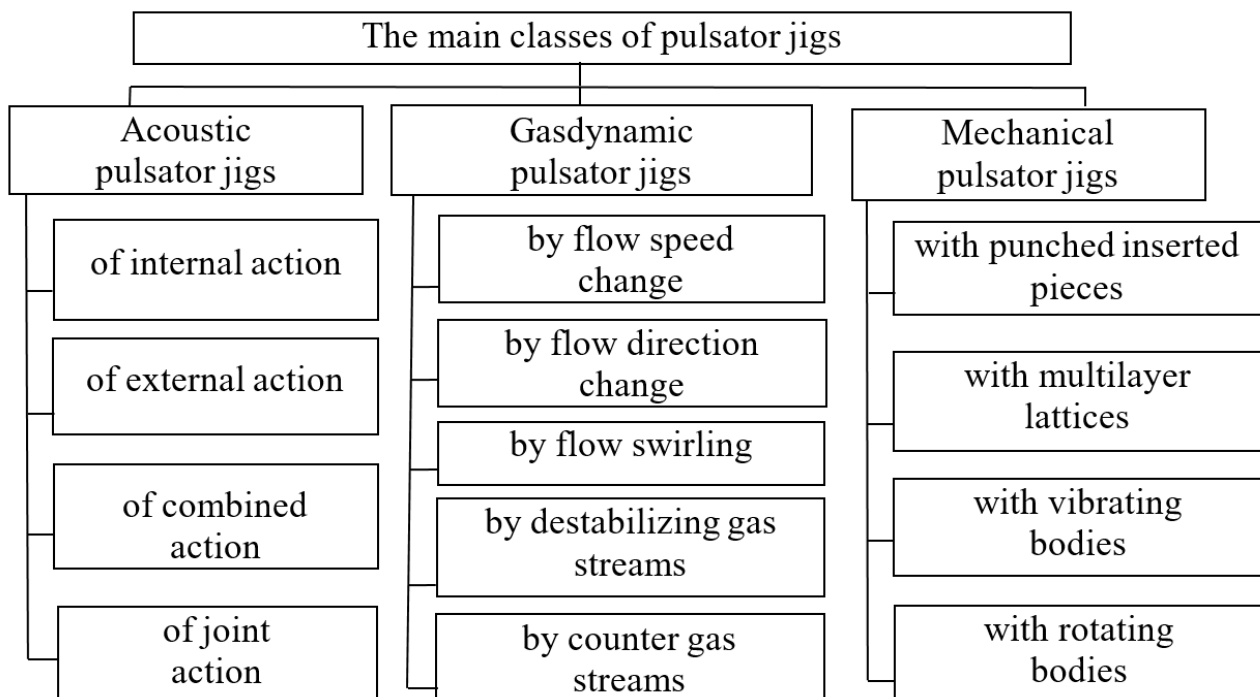 The main classes of pulsator jigs
Acoustic
pulsator jigs
of internal action
of external action
of combined
action
of joint
action
Gasdynamic
pulsator jigs
by flow speed
change
by flow direction
change
by flow swirling
by destabilizing gas
streams
by counter gas
streams
Mechanical
pulsator jigs
with punched inserted
pieces
with multilayer
lattices
with vibrating
bodies
with rotating
bodies